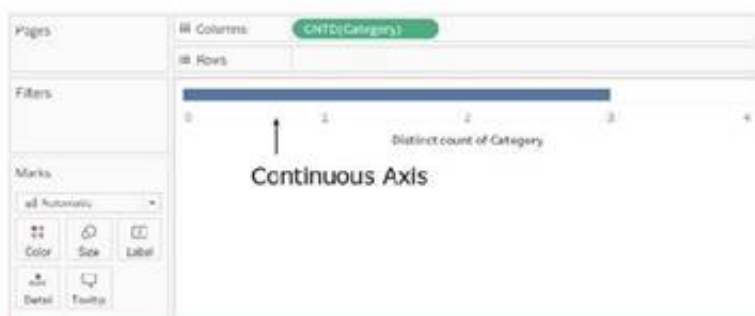 Pages
Columns CNTD(Category)
Rows
Filters
0 1 2 3 4
Distinct count of Category
Continuous Axis
Marks
Automatic
Color Size Label
Detail Tooltip